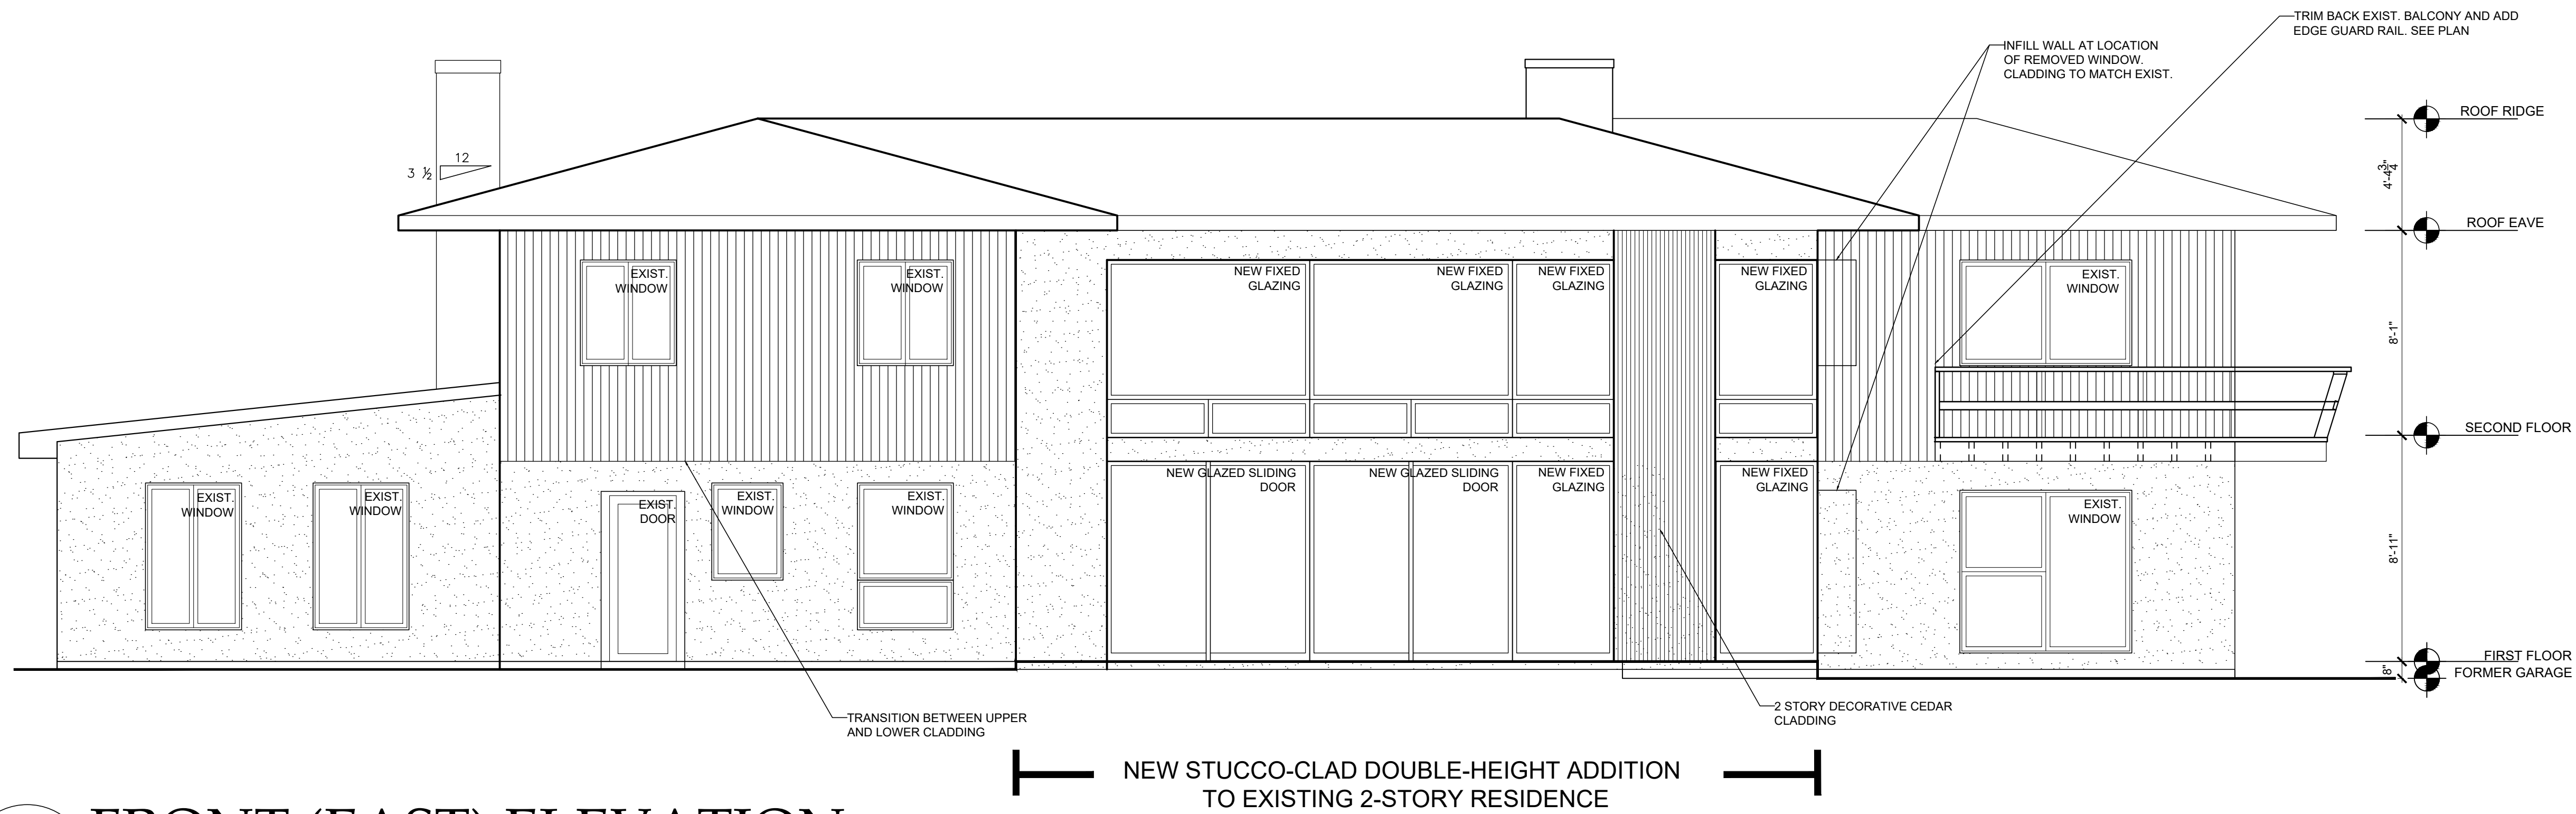 TRIM BACK EXIST. BALCONY AND ADD
EDGE GUARD RAIL. SEE PLAN
INFILL WALL AT LOCATION
OF REMOVED WINDOW.
CLADDING TO MATCH EXIST.
ROOF RIDGE
12
3 ½
4'-4¾"
ROOF EAVE
EXIST.
WINDOW
EXIST.
WINDOW
NEW FIXED
GLAZING
NEW FIXED
GLAZING
NEW FIXED
GLAZING
NEW FIXED
GLAZING
EXIST.
WINDOW
8'-1"
SECOND FLOOR
EXIST.
WINDOW
EXIST.
WINDOW
EXIST.
DOOR
EXIST.
WINDOW
EXIST.
WINDOW
NEW GLAZED SLIDING
DOOR
NEW GLAZED SLIDING
DOOR
NEW FIXED
GLAZING
NEW FIXED
GLAZING
EXIST.
WINDOW
8'-11"
FIRST FLOOR
8"
FORMER GARAGE
TRANSITION BETWEEN UPPER
AND LOWER CLADDING
2 STORY DECORATIVE CEDAR
CLADDING
NEW STUCCO-CLAD DOUBLE-HEIGHT ADDITION
TO EXISTING 2-STORY RESIDENCE
FRONT (EAST) ELEVATION